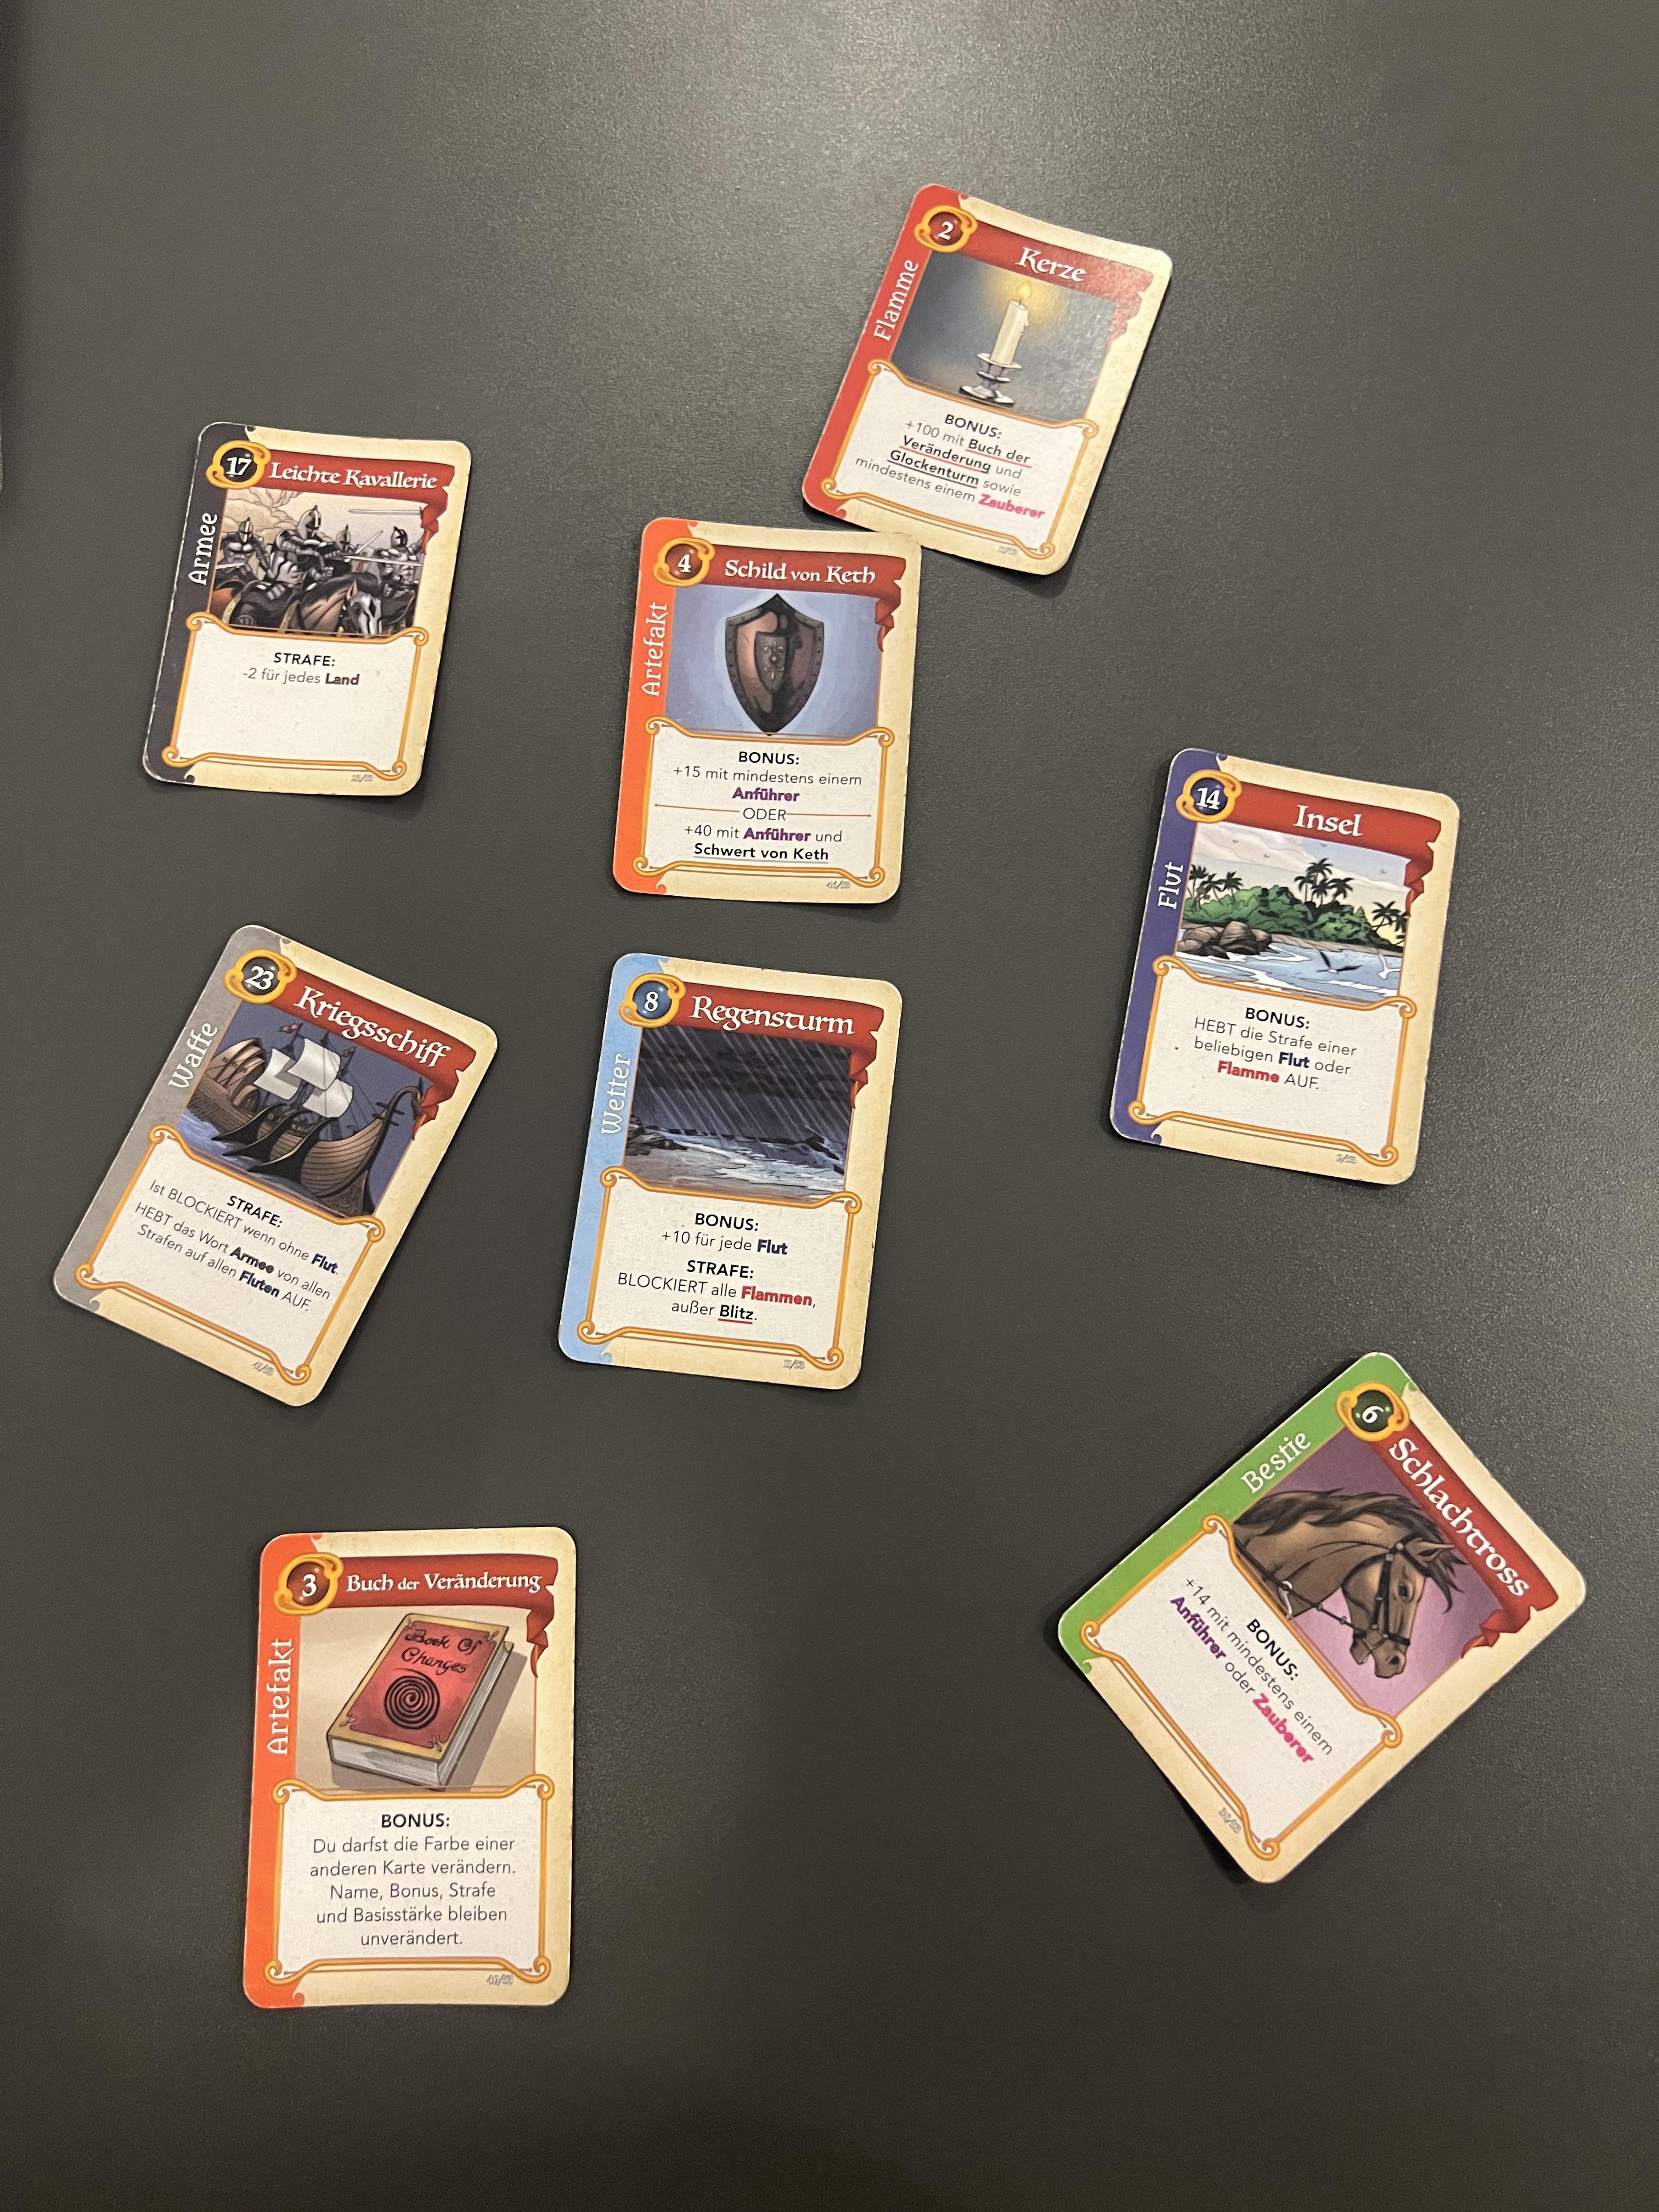 2
Kerze
Flamme
BONUS:
+100 mit Buch der
Veränderung und
Glockenturm sowie
mindestens einem Zauberer
17
Leichte Kavallerie
Armee
STRAFE:
-2 für jedes Land
4
Schild von Keth
Artefakt
BONUS:
+15 mit mindestens einem
Anführer
ODER
+40 mit Anführer und
Schwert von Keth
14
Insel
Flut
BONUS:
HEBT die Strafe einer
beliebigen Flut oder
Flamme AUF.
23
Kriegsschiff
Waffe
STRAFE:
Ist BLOCKIERT wenn ohne Flut.
HEBT das Wort Armee von allen
Strafen auf allen Fluten AUF.
8
Regensturm
Wetter
BONUS:
+10 für jede Flut
STRAFE:
BLOCKIERT alle Flammen,
außer Blitz.
6
Schlachtross
Bestie
BONUS:
+14 mit mindestens einem
Anführer oder Zauberer
3
Buch der Veränderung
Artefakt
Book Of
Changes
BONUS:
Du darfst die Farbe einer
anderen Karte verändern.
Name, Bonus, Strafe
und Basisstärke bleiben
unverändert.